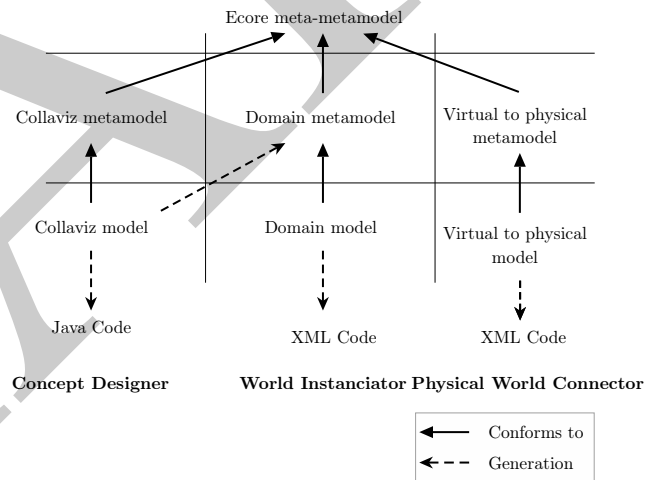 Ecore meta-metamodel
Collaviz metamodel
Domain metamodel
Virtual to physical
metamodel
Collaviz model
Domain model
Virtual to physical
model
Java Code
XML Code
XML Code
Concept Designer
World Instanciator
Physical World Connector
Conforms to
Generation